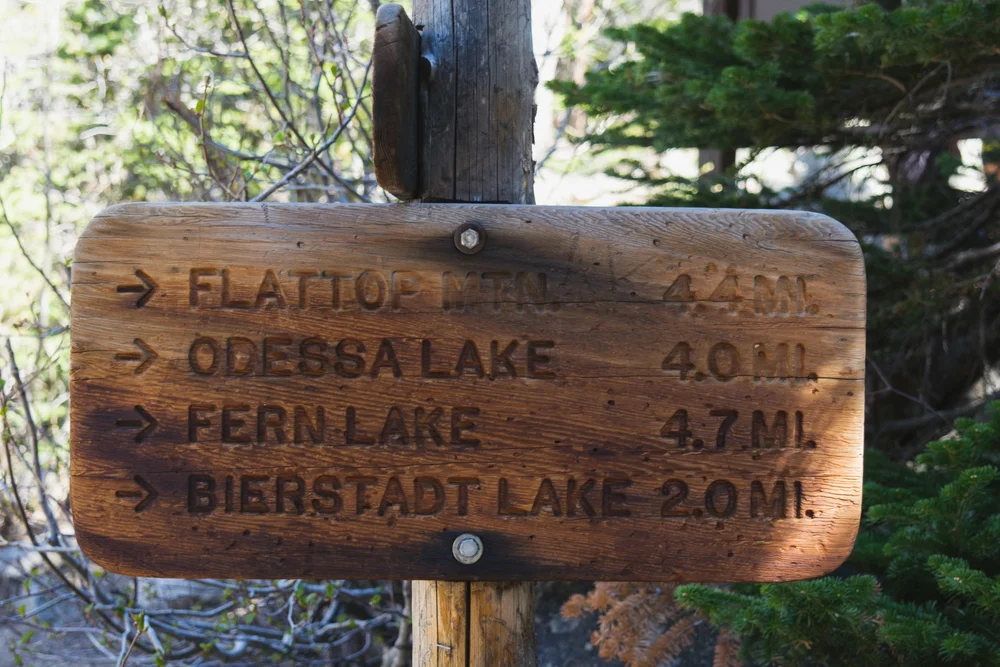 → FLATTOP MTN. 4.4 MI.
→ ODESSA LAKE 4.0 MI.
→ FERN LAKE 4.7 MI.
→ BIERSTADT LAKE 2.0 MI.